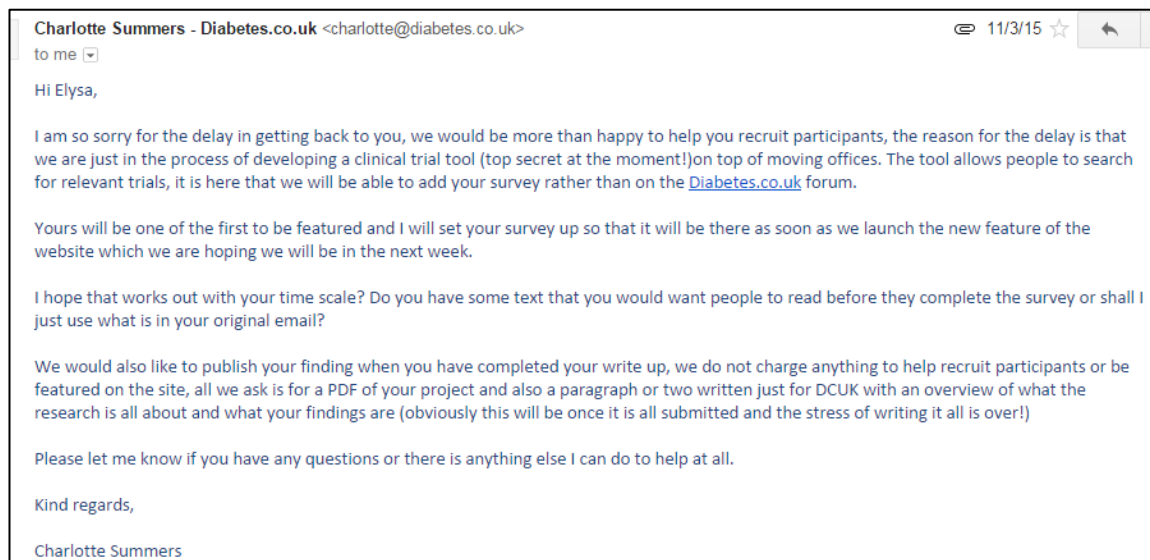 Charlotte Summers - Diabetes.co.uk <charlotte@diabetes.co.uk> 11/3/15
to me
Hi Elysa,
I am so sorry for the delay in getting back to you, we would be more than happy to help you recruit participants, the reason for the delay is that
we are just in the process of developing a clinical trial tool (top secret at the moment!)on top of moving offices. The tool allows people to search
for relevant trials, it is here that we will be able to add your survey rather than on the Diabetes.co.uk forum.
Yours will be one of the first to be featured and I will set your survey up so that it will be there as soon as we launch the new feature of the
website which we are hoping we will be in the next week.
I hope that works out with your time scale? Do you have some text that you would want people to read before they complete the survey or shall I
just use what is in your original email?
We would also like to publish your finding when you have completed your write up, we do not charge anything to help recruit participants or be
featured on the site, all we ask is for a PDF of your project and also a paragraph or two written just for DCUK with an overview of what the
research is all about and what your findings are (obviously this will be once it is all submitted and the stress of writing it all is over!)
Please let me know if you have any questions or there is anything else I can do to help at all.
Kind regards,
Charlotte Summers